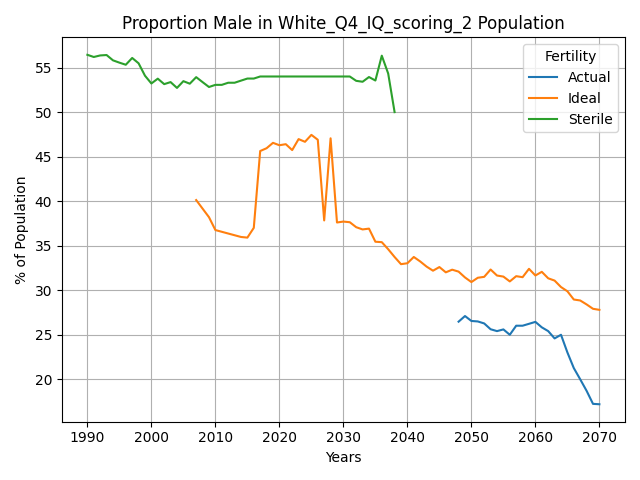 Proportion Male in White_Q4_IQ_scoring_2 Population
Fertility
Actual
Ideal
Sterile
% of Population
55
50
45
40
35
30
25
20
1990 2000 2010 2020 2030 2040 2050 2060 2070
Years